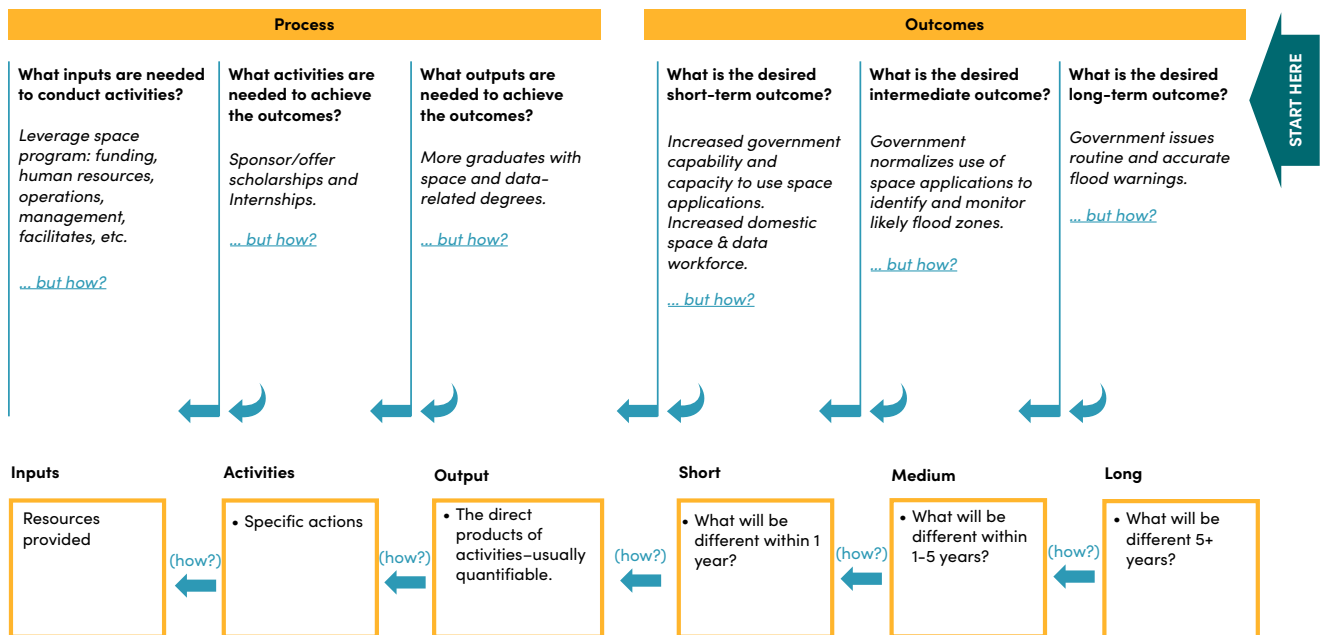 Process
Outcomes
START HERE
What inputs are needed
to conduct activities?
Leverage space
program: funding,
human resources,
operations,
management,
facilitates, etc.
... but how?
What activities are
needed to achieve
the outcomes?
Sponsor/offer
scholarships and
Internships.
... but how?
What outputs are
needed to achieve
the outcomes?
More graduates with
space and data-
related degrees.
... but how?
What is the desired
short-term outcome?
Increased government
capability and
capacity to use space
applications.
Increased domestic
space & data
workforce.
... but how?
What is the desired
intermediate outcome?
Government
normalizes use of
space applications to
identify and monitor
likely flood zones.
... but how?
What is the desired
long-term outcome?
Government issues
routine and accurate
flood warnings.
... but how?
Inputs
Resources
provided
(how?)
Activities
• Specific actions
(how?)
Output
• The direct
products of
activities–usually
quantifiable.
(how?)
Short
• What will be
different within 1
year?
(how?)
Medium
• What will be
different within
1-5 years?
(how?)
Long
• What will be
different 5+
years?